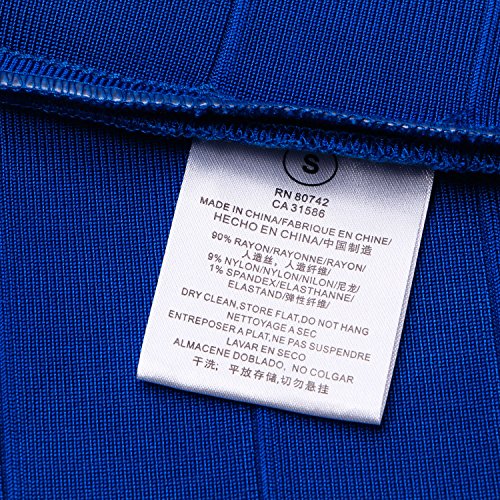 S
RN 80742
CA 31586
MADE IN CHINA/FABRIQUE EN CHINE/
HECHO EN CHINA/中国制造
90% RAYON/RAYONNE/RAYON/
人造丝，人造纤维/
9% NYLON/NYLON/NILON/尼龙/
1% SPANDEX/ELASTHANNE/
ELASTAND/弹性纤维/
DRY CLEAN,STORE FLAT.DO NOT HANG
NETTOYAGE A SEC
ENTREPOSER A PLAT, NE PAS SUSPENDRE
LAVAR EN SECO
ALMACENE DOBLADO, NO COLGAR
干洗；平放存储,切勿悬挂